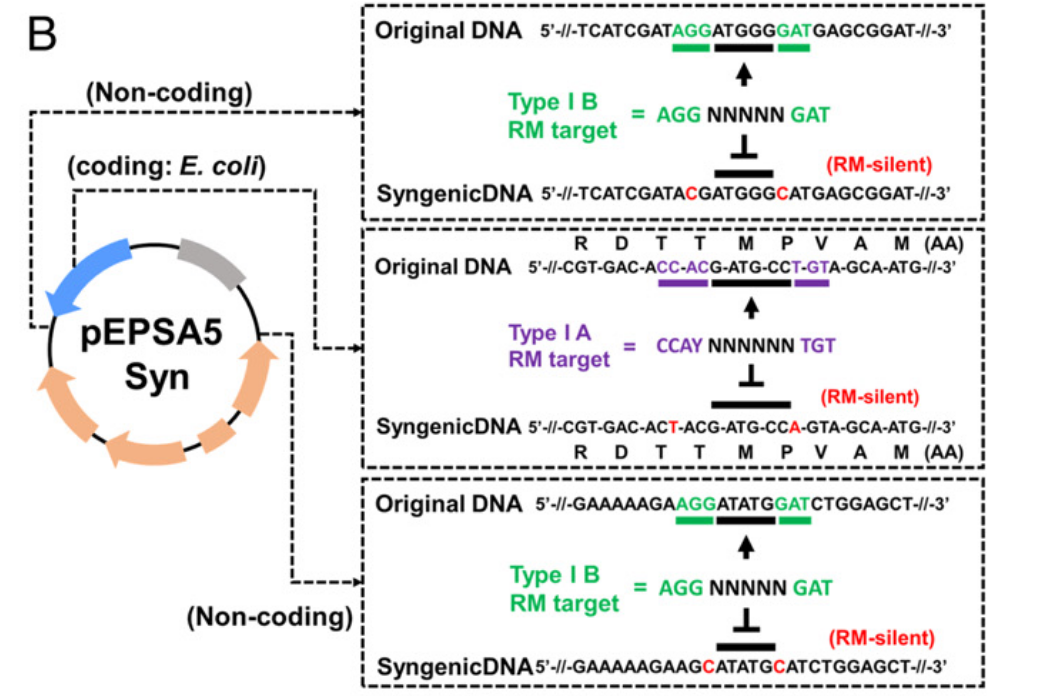 B
(Non-coding)
(coding: E. coli)
pEPSA5
Syn
(Non-coding)
Original DNA 5'-//-TCATCGATAGGATGGGGATGAGCGGAT-//-3'
Type I B
RM target = AGG NNNNN GAT
(RM-silent)
SyngenicDNA 5'-//-TCATCGATACGATGGGCATGAGCGGAT-//-3'
R D T T M P V A M (AA)
Original DNA 5'-//-CGT-GAC-ACC-ACG-ATG-CCT-GTA-GCA-ATG-//-3'
Type I A
RM target = CCAY NNNNNN TGT
(RM-silent)
SyngenicDNA 5'-//-CGT-GAC-ACT-ACG-ATG-CCA-GTA-GCA-ATG-//-3'
R D T T M P V A M (AA)
Original DNA 5'-//-GAAAAAGAAGGATATGGATCTGGAGCT-//-3'
Type I B
RM target = AGG NNNNN GAT
(RM-silent)
SyngenicDNA 5'-//-GAAAAAGAAGCATATGCATCTGGAGCT-//-3'